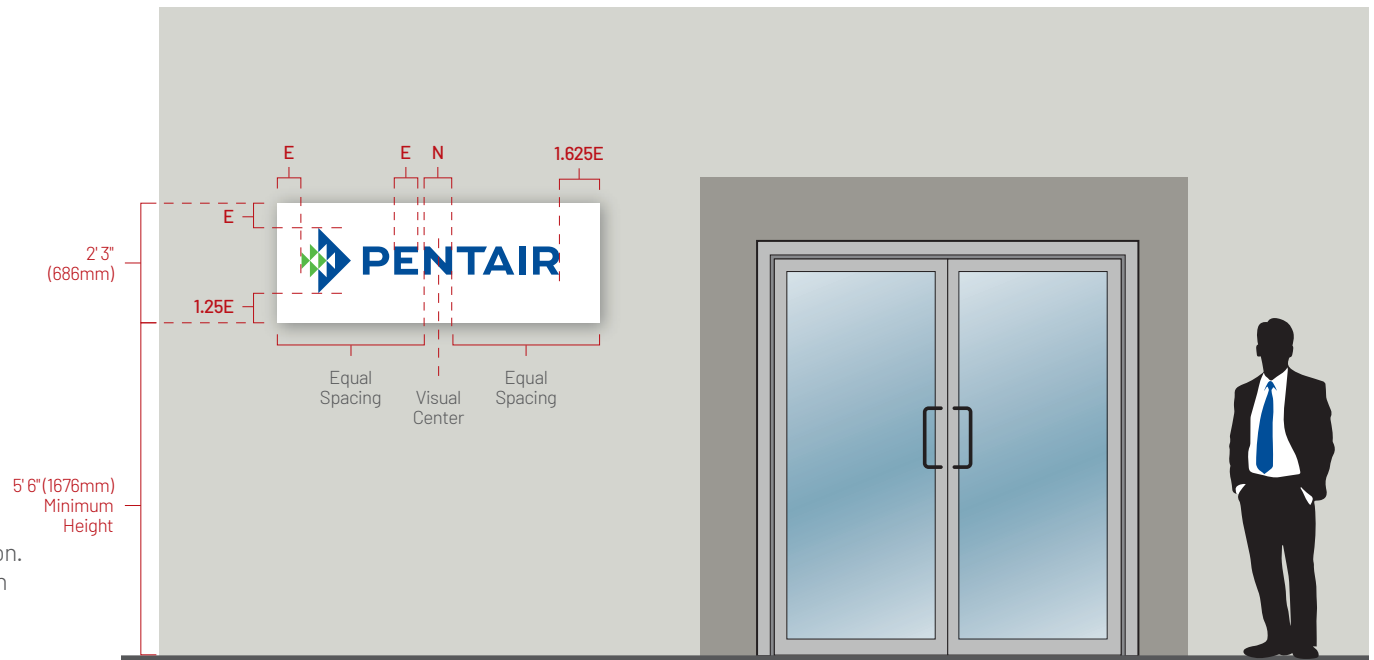 E
E N
1.625E
E
PENTAIR
2' 3"
(686mm)
1.25E
Equal
Spacing
Visual
Center
Equal
Spacing
5' 6"(1676mm)
Minimum
Height